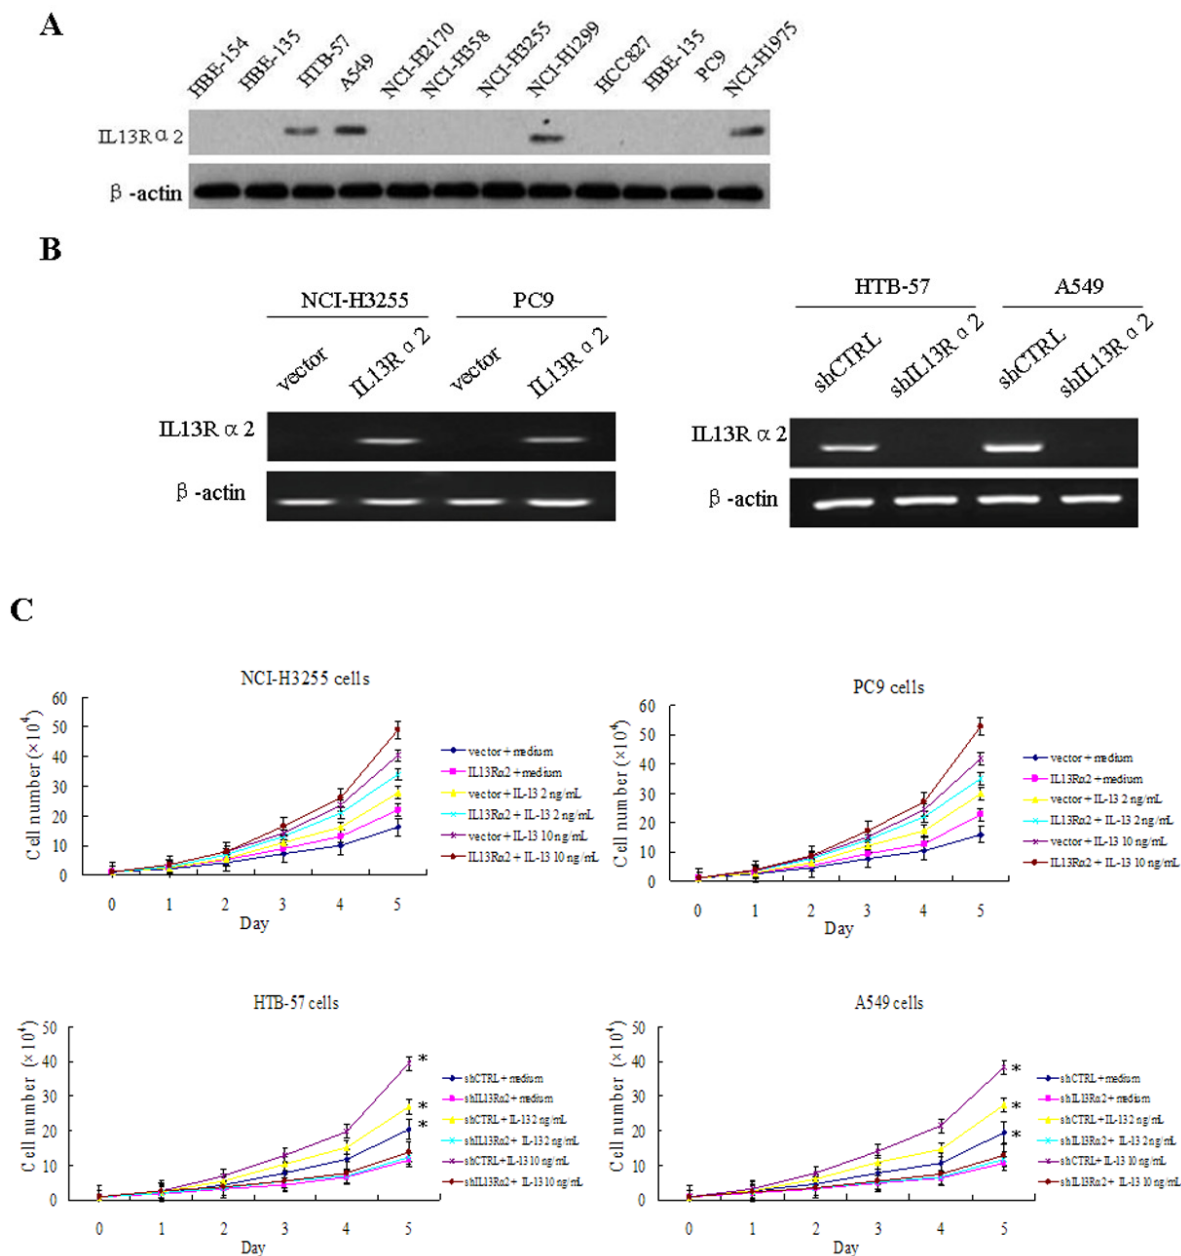 A
HBE-154
HBE-135
HTB-57
A549
NCI-H2170
NCI-H358
NCI-H3255
NCI-H1299
HCC827
HBE-135
PC9
NCI-H1975
IL13Rα2
β-actin
B
NCI-H3255
PC9
vector
IL13Rα2
vector
IL13Rα2
IL13Rα2
β-actin
HTB-57
A549
shCTRL
shIL13Rα2
shCTRL
shIL13Rα2
IL13Rα2
β-actin
C
NCI-H3255 cells
Cell number (×10⁴)
60
50
40
30
20
10
0
0 1 2 3 4 5
Day
vector + medium
IL13Rα2 + medium
vector + IL-13 2 ng/mL
IL13Rα2 + IL-13 2 ng/mL
vector + IL-13 10 ng/mL
IL13Rα2 + IL-13 10 ng/mL
PC9 cells
Cell number (×10⁴)
60
50
40
30
20
10
0
0 1 2 3 4 5
Day
vector + medium
IL13Rα2 + medium
vector + IL-13 2 ng/mL
IL13Rα2 + IL-13 2 ng/mL
vector + IL-13 10 ng/mL
IL13Rα2 + IL-13 10 ng/mL
HTB-57 cells
Cell number (×10⁴)
50
40
30
20
10
0
0 1 2 3 4 5
Day
*
*
*
shCTRL + medium
shIL13Rα2 + medium
shCTRL + IL-13 2 ng/mL
shIL13Rα2 + IL-13 2 ng/mL
shCTRL + IL-13 10 ng/mL
shIL13Rα2 + IL-13 10 ng/mL
A549 cells
Cell number (×10⁴)
50
40
30
20
10
0
0 1 2 3 4 5
Day
*
*
*
shCTRL + medium
shIL13Rα2 + medium
shCTRL + IL-13 2 ng/mL
shIL13Rα2 + IL-13 2 ng/mL
shCTRL + IL-13 10 ng/mL
shIL13Rα2 + IL-13 10 ng/mL